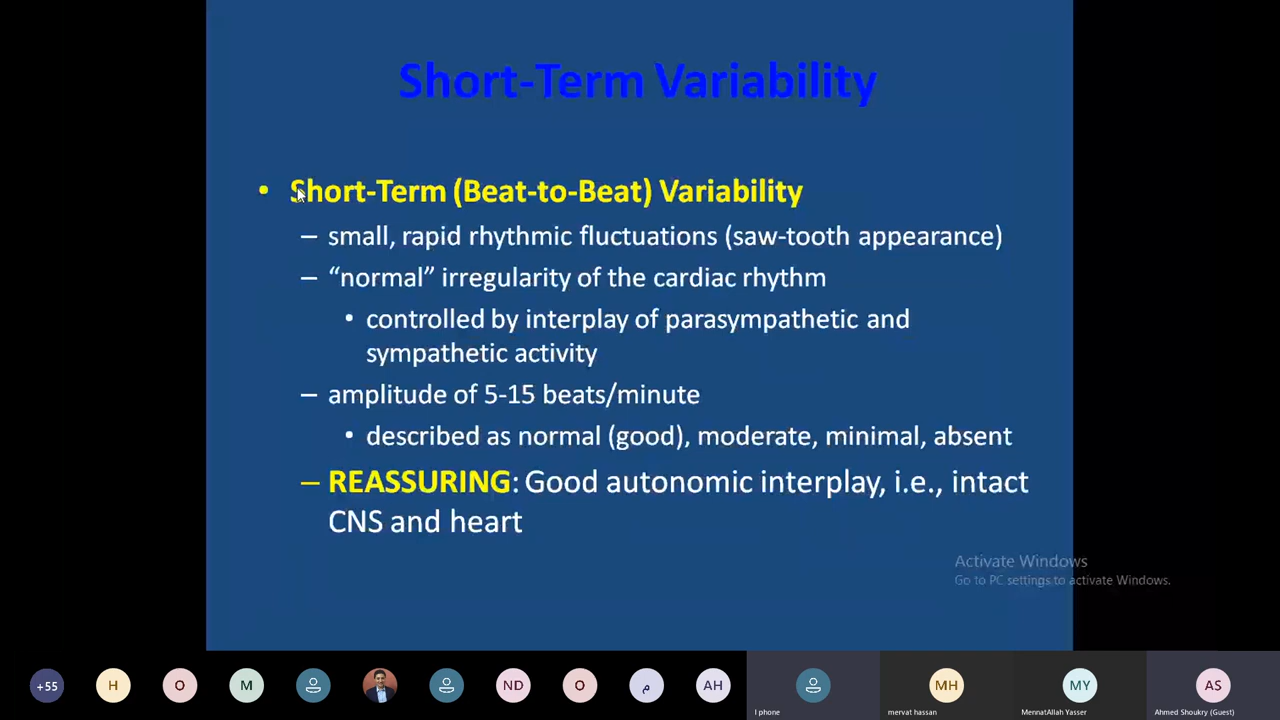 Short-Term Variability
• Short-Term (Beat-to-Beat) Variability
– small, rapid rhythmic fluctuations (saw-tooth appearance)
– “normal” irregularity of the cardiac rhythm
• controlled by interplay of parasympathetic and
sympathetic activity
– amplitude of 5-15 beats/minute
• described as normal (good), moderate, minimal, absent
– REASSURING: Good autonomic interplay, i.e., intact
CNS and heart
Activate Windows
Go to PC settings to activate Windows.
+55 H O M ND O م AH MH MY AS
I phone mervat hassan MennatAllah Yasser Ahmed Shoukry (Guest)